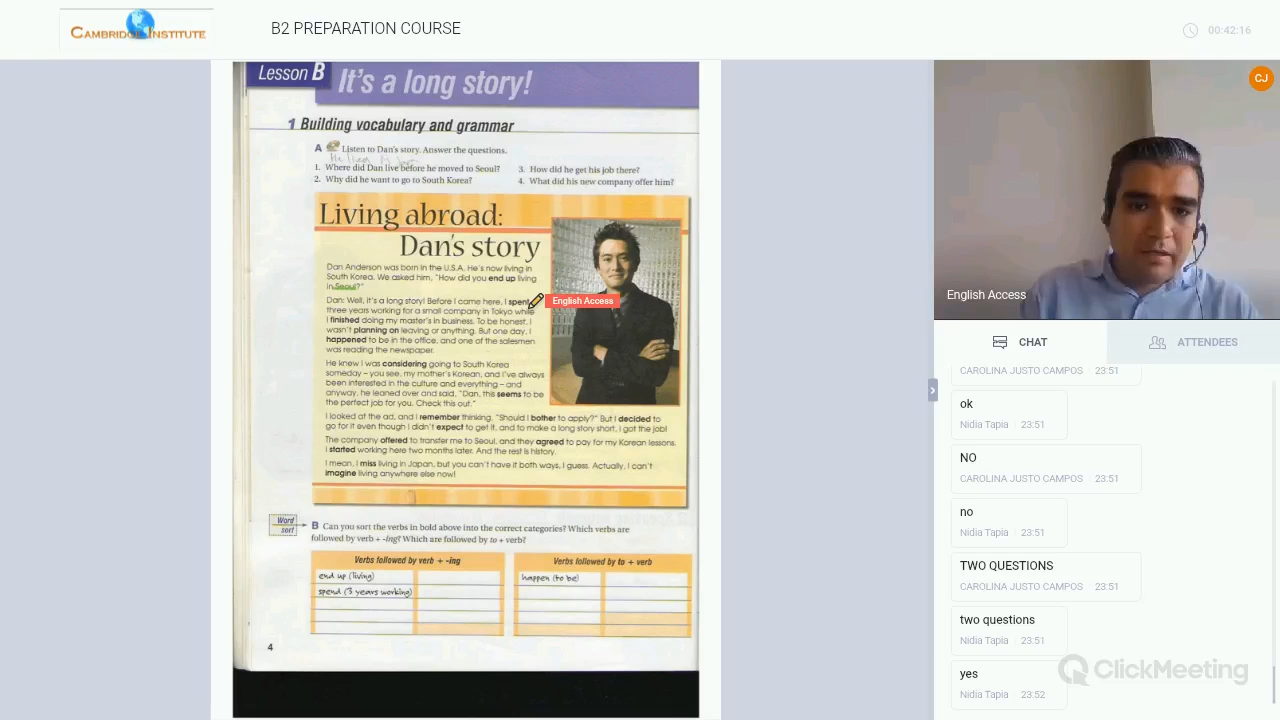 CAMBRIDGE INSTITUTE
B2 PREPARATION COURSE
00:42:16
Lesson B
It's a long story!
1 Building vocabulary and grammar
A Listen to Dan's story. Answer the questions.
1. Where did Dan live before he moved to Seoul?
2. Why did he want to go to South Korea?
3. How did he get his job there?
4. What did his new company offer him?
Living abroad:
Dan's story
Dan Anderson was born in the U.S.A. He's now living in
South Korea. We asked him, "How did you end up living
in Seoul?"
Dan: Well, it's a long story! Before I came here, I spent
three years working for a small company in Tokyo while
I finished doing my master's in business. To be honest, I
wasn't planning on leaving or anything. But one day, I
happened to be in the office, and one of the salesmen
was reading the newspaper.
He knew I was considering going to South Korea
someday – you see, my mother's Korean, and I've always
been interested in the culture and everything – and
anyway, he leaned over and said, "Dan, this seems to be
the perfect job for you. Check this out."
I looked at the ad, and I remember thinking, "Should I bother to apply?" But I decided to
go for it even though I didn't expect to get it, and to make a long story short, I got the job!
The company offered to transfer me to Seoul, and they agreed to pay for my Korean lessons.
I started working here two months later. And the rest is history.
I mean, I miss living in Japan, but you can't have it both ways, I guess. Actually, I can't
imagine living anywhere else now!
English Access
Word
sort
B Can you sort the verbs in bold above into the correct categories? Which verbs are
followed by verb + -ing? Which are followed by to + verb?
Verbs followed by verb + -ing
end up (living)
spend (3 years working)
Verbs followed by to + verb
happen (to be)
4
CJ
English Access
CHAT
ATTENDEES
CAROLINA JUSTO CAMPOS 23:51
ok
Nidia Tapia 23:51
NO
CAROLINA JUSTO CAMPOS 23:51
no
Nidia Tapia 23:51
TWO QUESTIONS
CAROLINA JUSTO CAMPOS 23:51
two questions
Nidia Tapia 23:51
yes
Nidia Tapia 23:52
ClickMeeting